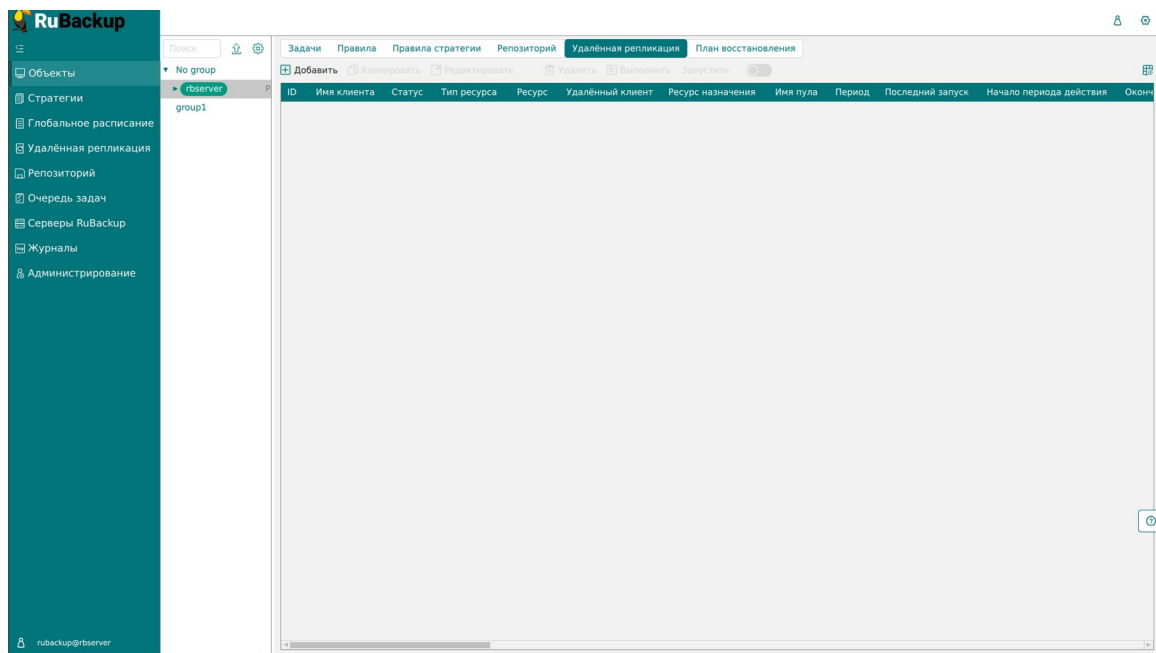 RuBackup
Объекты
Стратегии
Глобальное расписание
Удалённая репликация
Репозиторий
Очередь задач
Серверы RuBackup
Журналы
Администрирование
rubackup@rbserver
Поиск
No group
rbserver P
group1
Задачи Правила Правила стратегии Репозиторий Удалённая репликация План восстановления
Добавить Клонировать Редактировать Удалить Выполнить Запустить
ID Имя клиента Статус Тип ресурса Ресурс Удалённый клиент Ресурс назначения Имя пула Период Последний запуск Начало периода действия Оконч